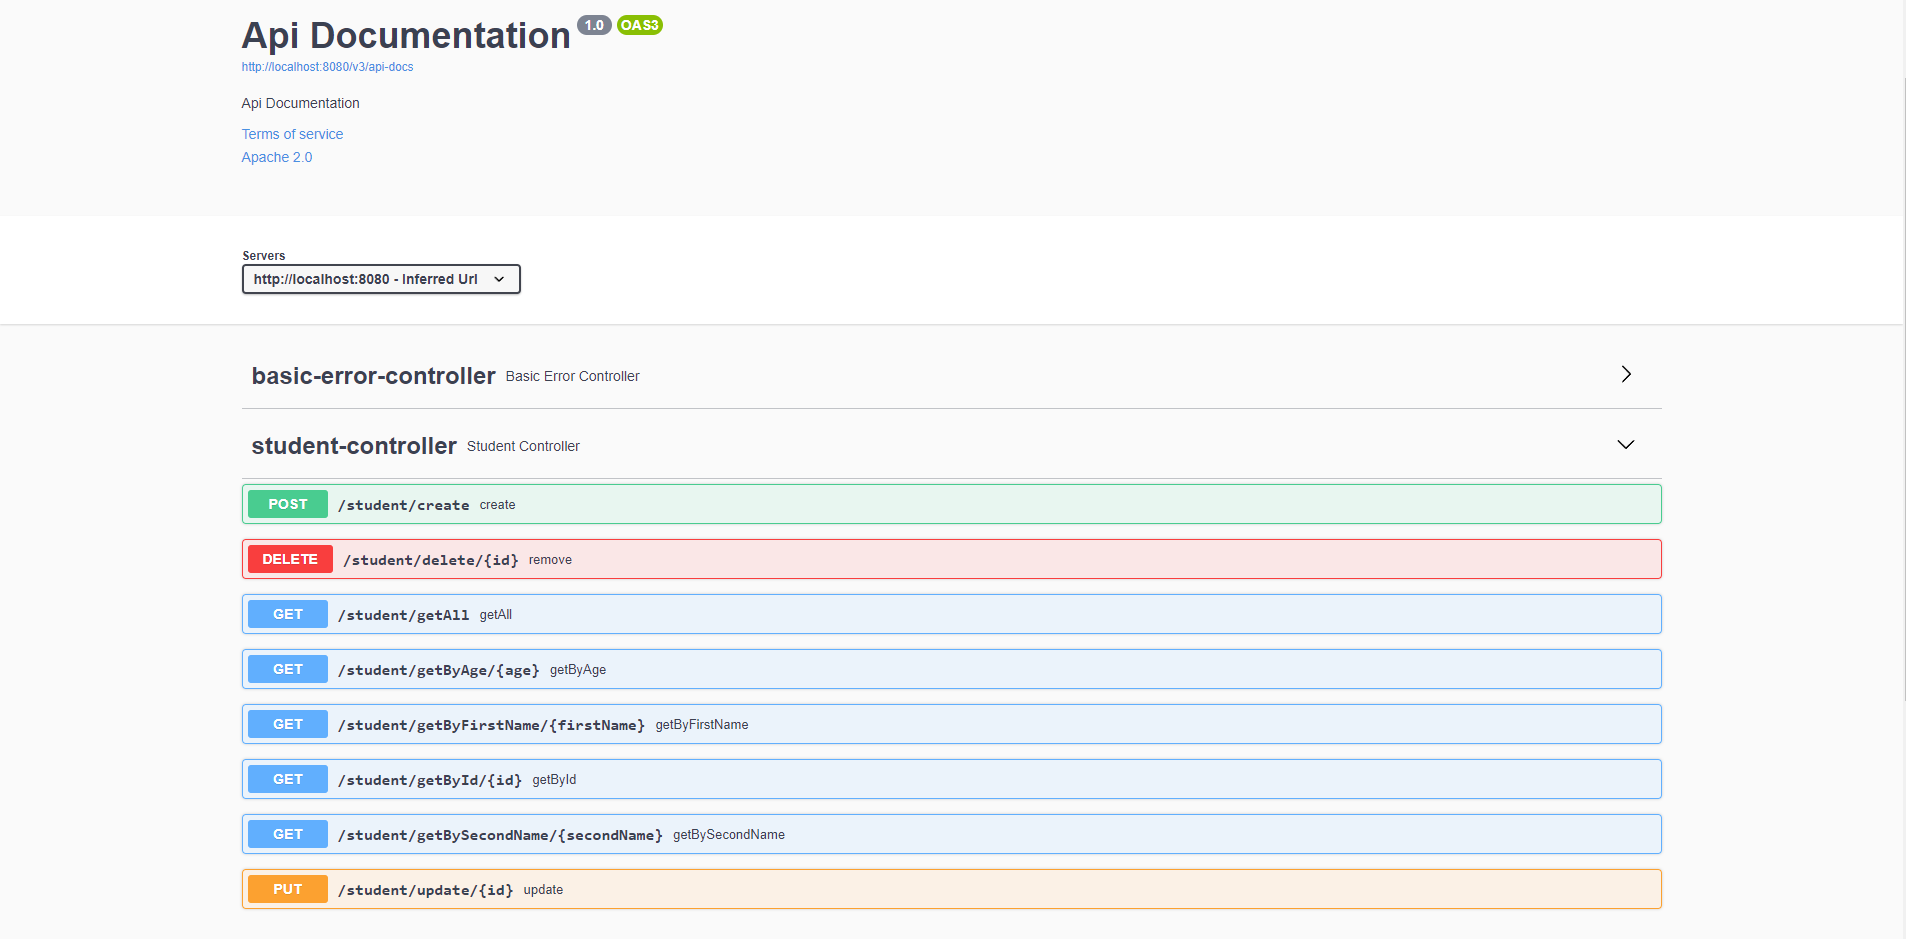 Api Documentation 1.0 OAS3
http://localhost:8080/v3/api-docs
Api Documentation
Terms of service
Apache 2.0
Servers
http://localhost:8080 - Inferred Url
basic-error-controller Basic Error Controller
student-controller Student Controller
POST /student/create create
DELETE /student/delete/{id} remove
GET /student/getAll getAll
GET /student/getByAge/{age} getByAge
GET /student/getByFirstName/{firstName} getByFirstName
GET /student/getById/{id} getById
GET /student/getBySecondName/{secondName} getBySecondName
PUT /student/update/{id} update